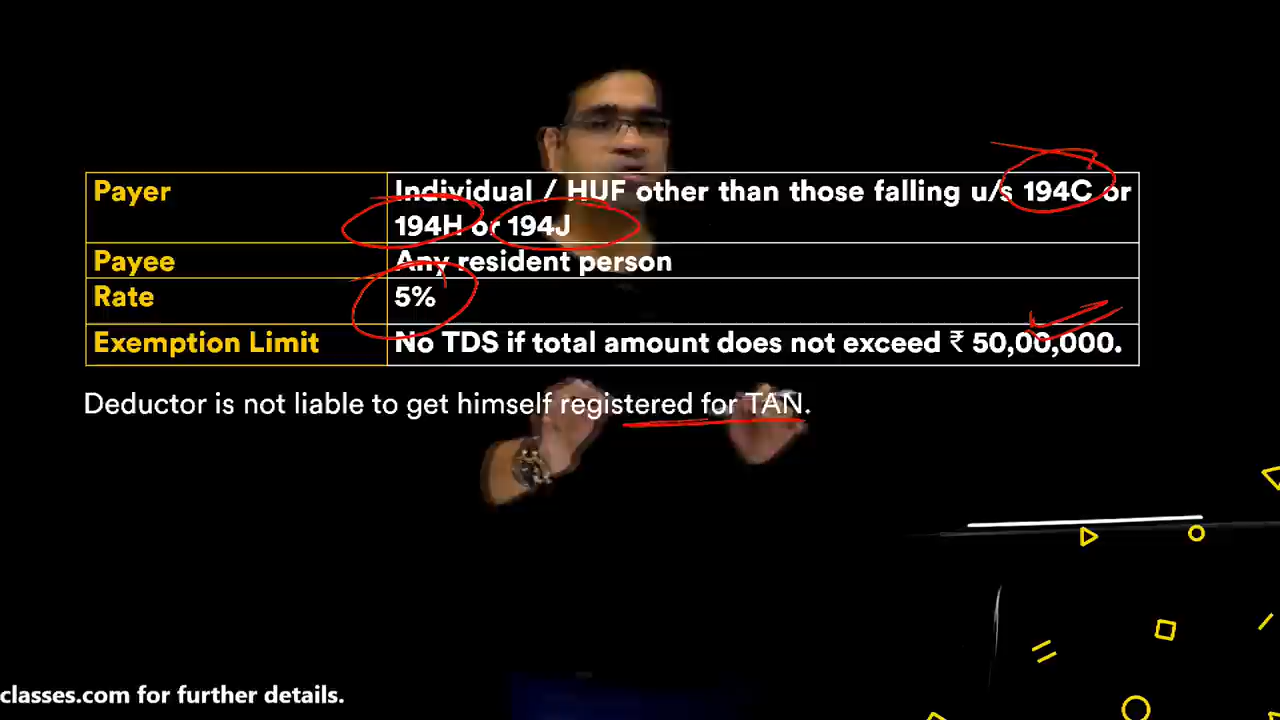 Payer
Individual / HUF other than those falling u/s 194C or
194H or 194J
Payee
Any resident person
Rate
5%
Exemption Limit
No TDS if total amount does not exceed ₹ 50,00,000.
Deductor is not liable to get himself registered for TAN.
classes.com for further details.